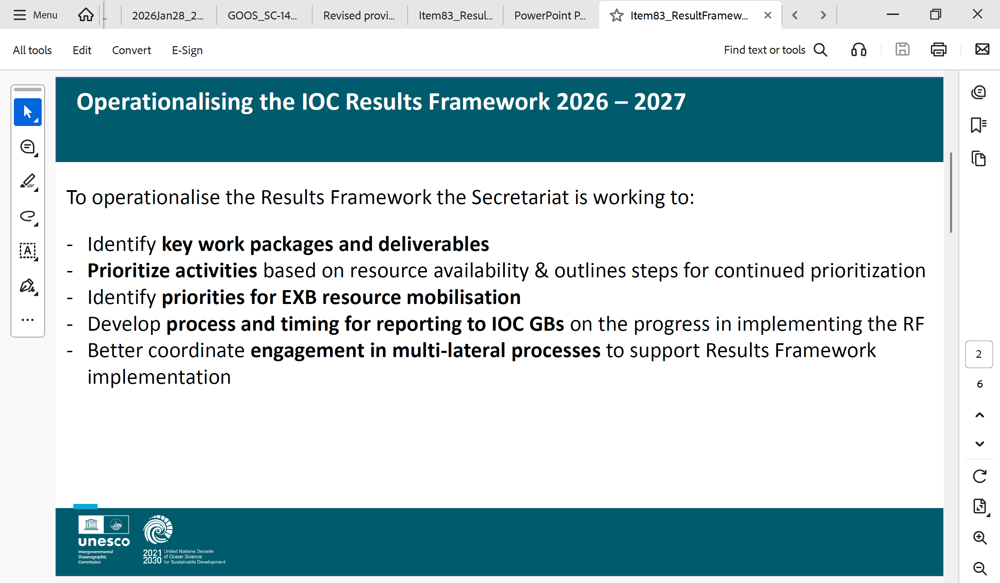 Menu
..
2026Jan28_2...
GOOS_SC-14...
Revised provi...
Item83_Resul...
PowerPoint P...
Item83_ResultFramew...
All tools
Edit
Convert
E-Sign
Find text or tools
Operationalising the IOC Results Framework 2026 – 2027
To operationalise the Results Framework the Secretariat is working to:
- Identify key work packages and deliverables
- Prioritize activities based on resource availability & outlines steps for continued prioritization
- Identify priorities for EXB resource mobilisation
- Develop process and timing for reporting to IOC GBs on the progress in implementing the RF
- Better coordinate engagement in multi-lateral processes to support Results Framework
implementation
2
6
unesco
Intergovernmental
Oceanographic
Commission
2021
2030
United Nations Decade
of Ocean Science
for Sustainable Development